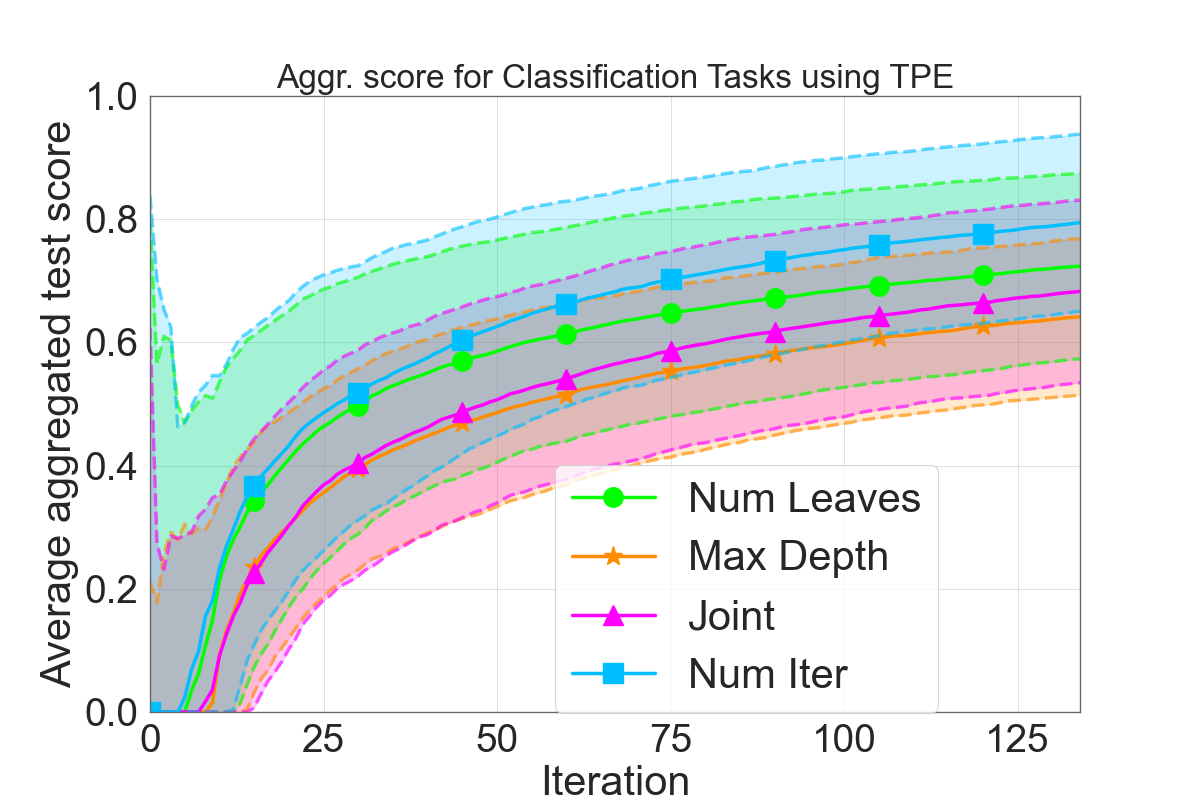 Aggr. score for Classification Tasks using TPE
Average aggregated test score
1.0
0.8
0.6
0.4
0.2
0.0
Num Leaves
Max Depth
Joint
Num Iter
0 25 50 75 100 125
Iteration